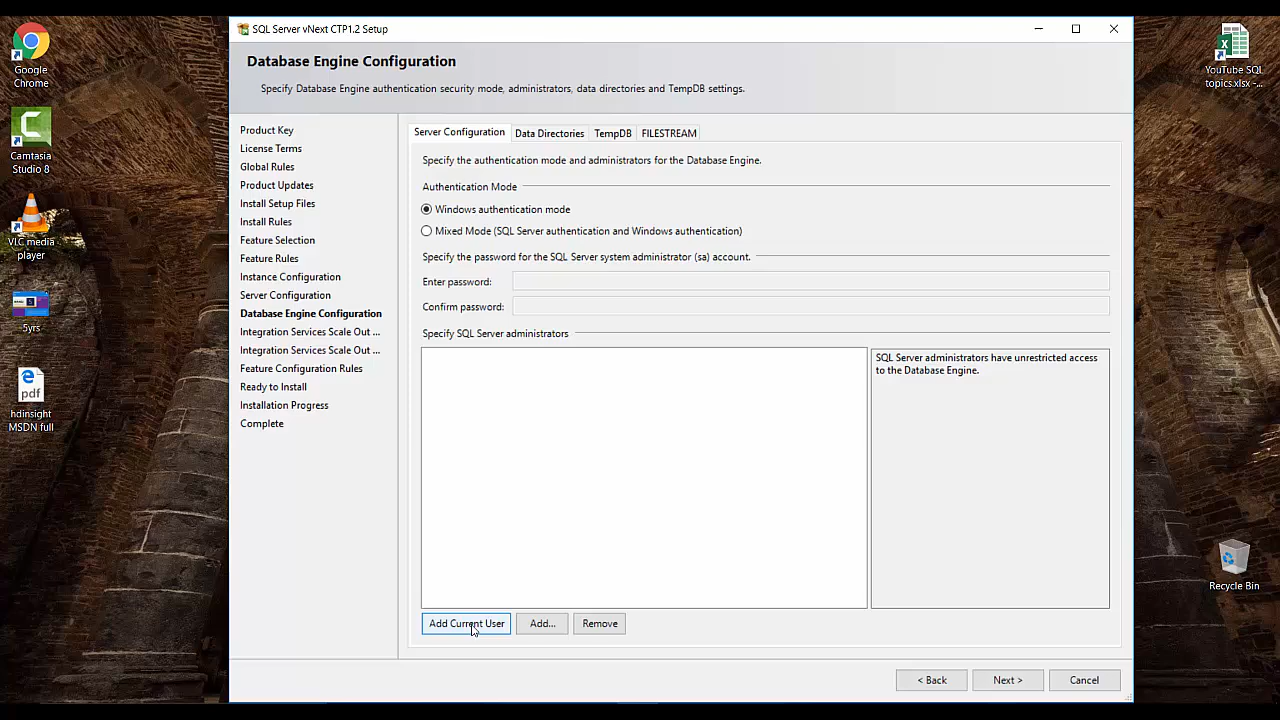 SQL Server vNext CTP1.2 Setup
Database Engine Configuration
Specify Database Engine authentication security mode, administrators, data directories and TempDB settings.
Product Key
License Terms
Global Rules
Product Updates
Install Setup Files
Install Rules
Feature Selection
Feature Rules
Instance Configuration
Server Configuration
Database Engine Configuration
Integration Services Scale Out ...
Integration Services Scale Out ...
Feature Configuration Rules
Ready to Install
Installation Progress
Complete
Server Configuration Data Directories TempDB FILESTREAM
Specify the authentication mode and administrators for the Database Engine.
Authentication Mode
Windows authentication mode
Mixed Mode (SQL Server authentication and Windows authentication)
Specify the password for the SQL Server system administrator (sa) account.
Enter password:
Confirm password:
Specify SQL Server administrators
SQL Server administrators have unrestricted access
to the Database Engine.
Add Current User Add... Remove
< Back Next > Cancel
Google
Chrome
Camtasia
Studio 8
VLC media
player
5yrs
pdf
hdinsight
MSDN full
YouTube SQL
topics.xlsx -...
Recycle Bin